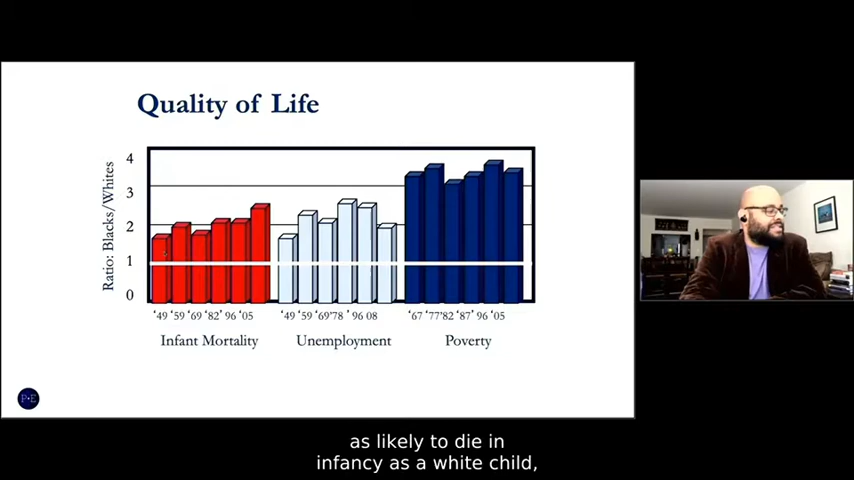 Quality of Life
Ratio: Blacks/Whites
4
3
2
1
0
'49 '59 '69 '82' 96 '05
'49 '59 '69'78 ' 96 08
'67 '77'82 '87' 96 '05
Infant Mortality
Unemployment
Poverty
P·E
as likely to die in
infancy as a white child,